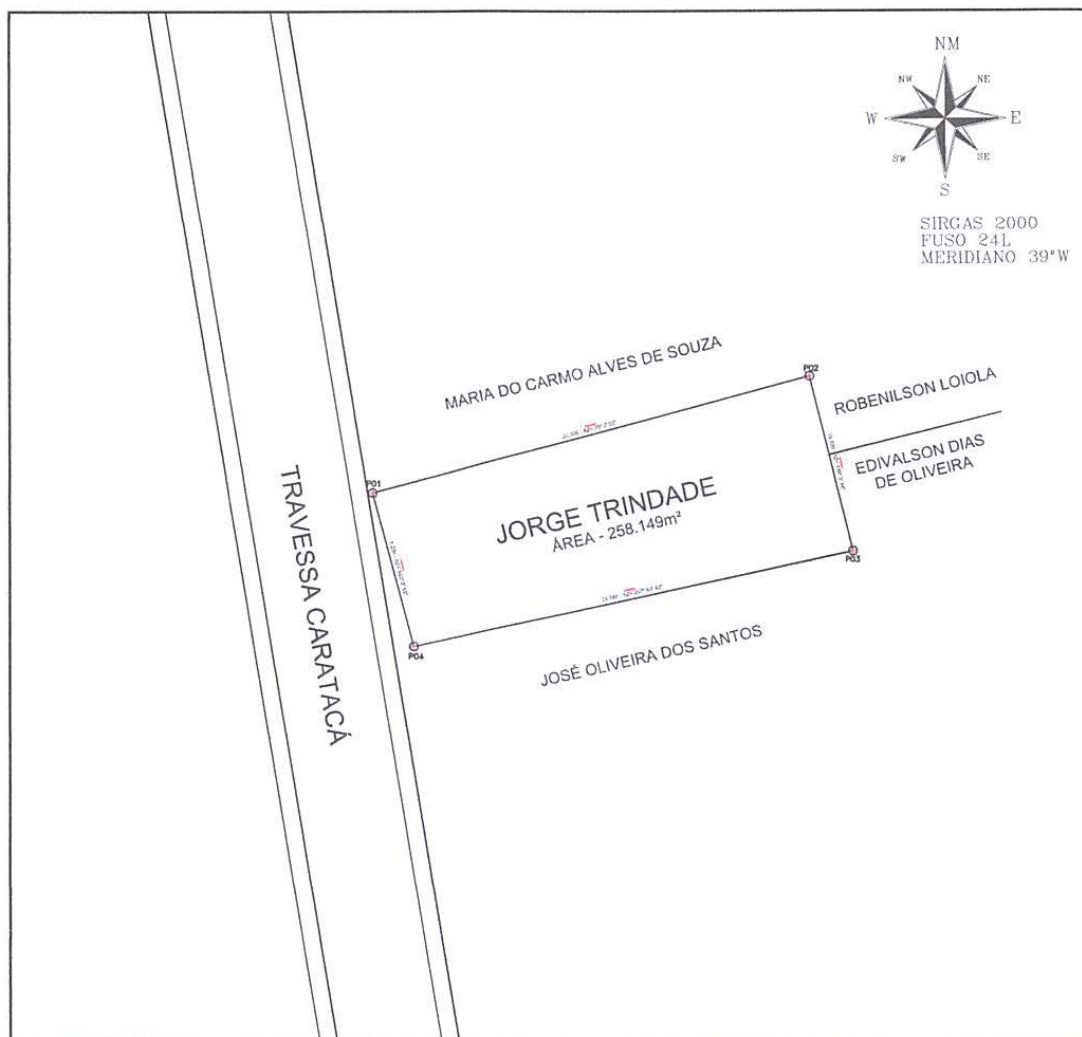 NM
NW
NE
W
E
SW
SE
S
SIRGAS 2000
FUSO 24L
MERIDIANO 39°W
MARIA DO CARMO ALVES DE SOUZA
P02
ROBENILSON LOIOLA
EDIVALSON DIAS
DE OLIVEIRA
P01
JORGE TRINDADE
ÁREA - 258.149m²
TRAVESSA CARATACÁ
P03
P04
JOSÉ OLIVEIRA DOS SANTOS